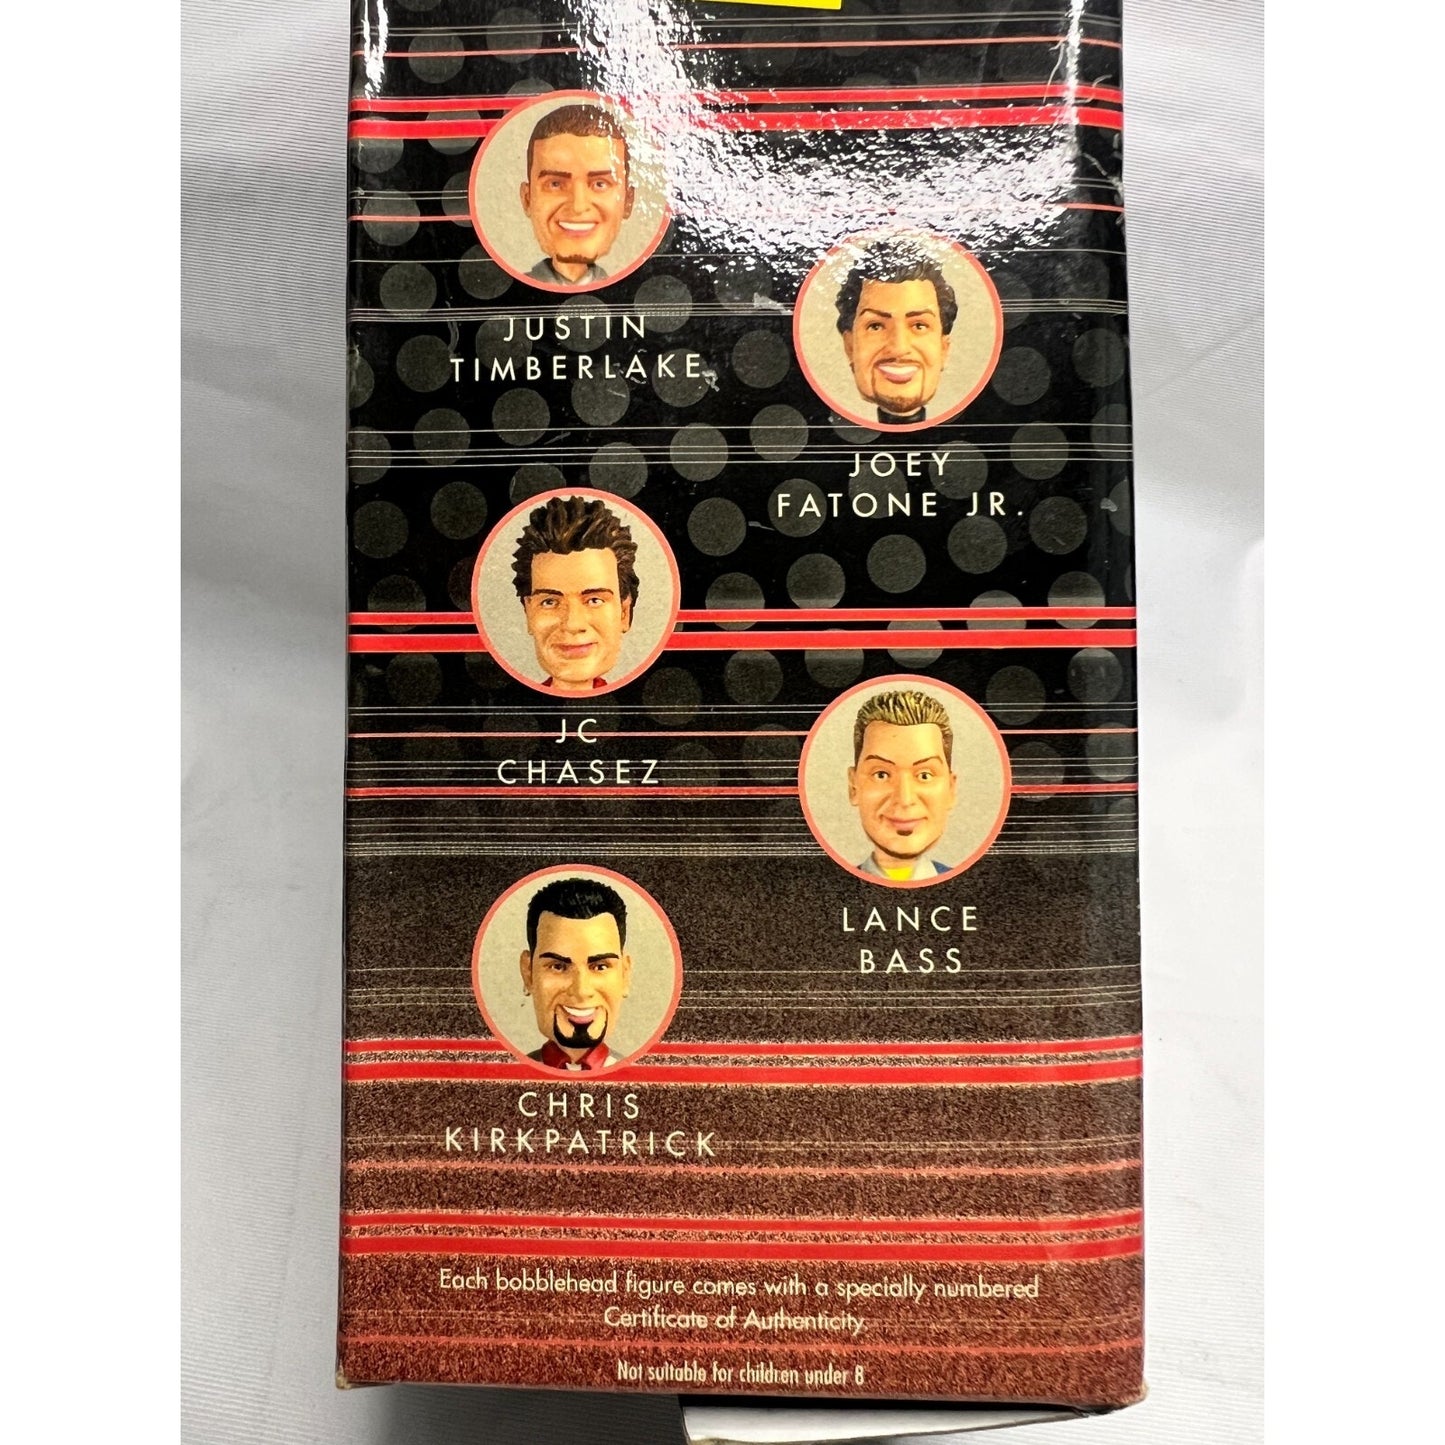 JUSTIN
TIMBERLAKE
JOEY
FATONE JR.
JC
CHASEZ
LANCE
BASS
CHRIS
KIRKPATRICK
Each bobblehead figure comes with a specially numbered
Certificate of Authenticity.
Not suitable for children under 8